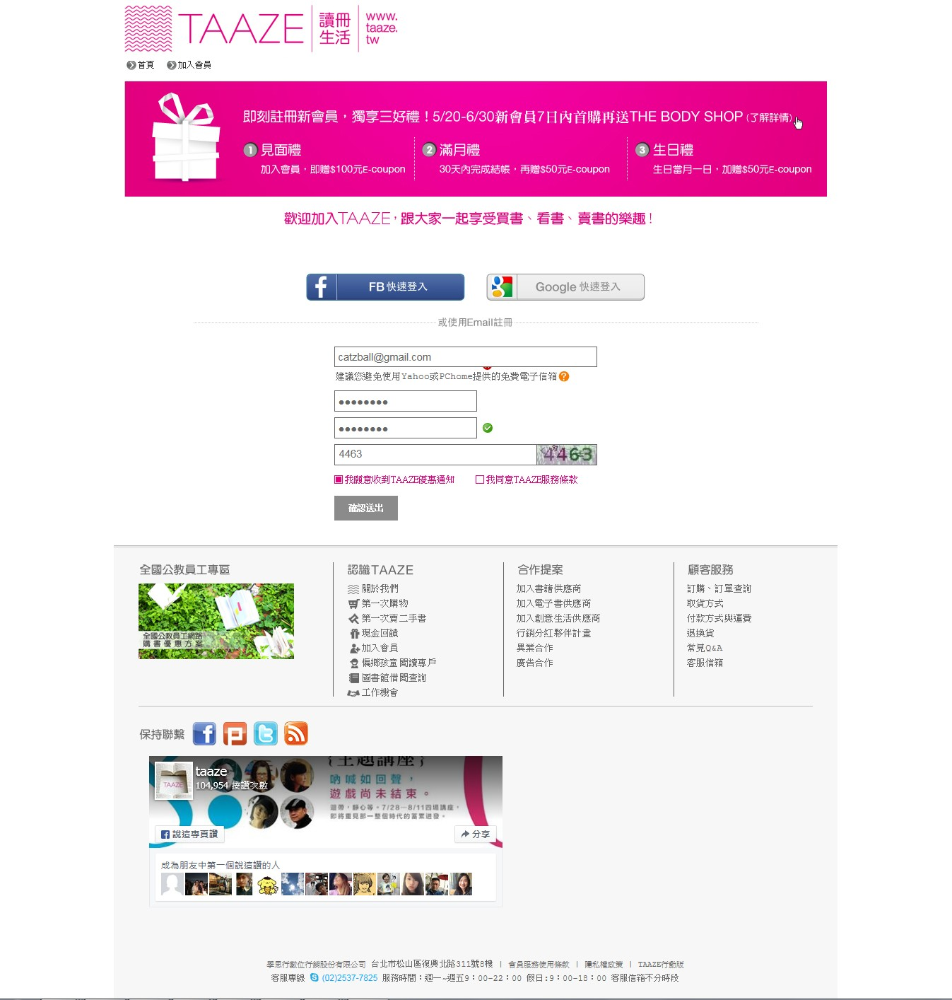 TAAZE 讀冊生活 www.taaze.tw
首頁 加入會員
即刻註冊新會員，獨享三好禮！5/20-6/30新會員7日內首購再送THE BODY SHOP (了解詳情)
1 見面禮
加入會員，即贈$100元E-coupon
2 滿月禮
30天內完成結帳，再贈$50元E-coupon
3 生日禮
生日當月一日，加贈$50元E-coupon
歡迎加入TAAZE，跟大家一起享受買書、看書、賣書的樂趣！
FB 快速登入
Google 快速登入
或使用Email註冊
catzball@gmail.com
建議您避免使用Yahoo或PChome提供的免費電子信箱
●●●●●●●●
●●●●●●●●
4463 4463
我願意收到TAAZE優惠通知 我同意TAAZE服務條款
確認送出
全國公教員工專區
全國公教員工網路
購書優惠方案
認識TAAZE
關於我們
第一次購物
第一次賣二手書
現金回饋
加入會員
偏鄉孩童閱讀專戶
圖書館借閱查詢
工作機會
合作提案
加入書籍供應商
加入電子書供應商
加入創意生活供應商
行銷分紅夥伴計畫
異業合作
廣告合作
顧客服務
訂購、訂單查詢
取貨方式
付款方式與運費
退換貨
常見Q&A
客服信箱
保持聯繫
TAAZE
taaze
104,954 按讚次數
{主題講座}
吶喊如回聲，
遊戲尚未結束。
迴帶，靜心等。7/28—8/11四場講座，
說這專頁讚
分享
成為朋友中第一個說這讚的人
學思行數位行銷股份有限公司 台北市松山區復興北路311號8樓 | 會員服務使用條款 | 隱私權政策 | TAAZE行動版
客服專線 (02)2537-7825 服務時間：週一~週五9：00-22：00 假日:9：00-18：00 客服信箱不分時段